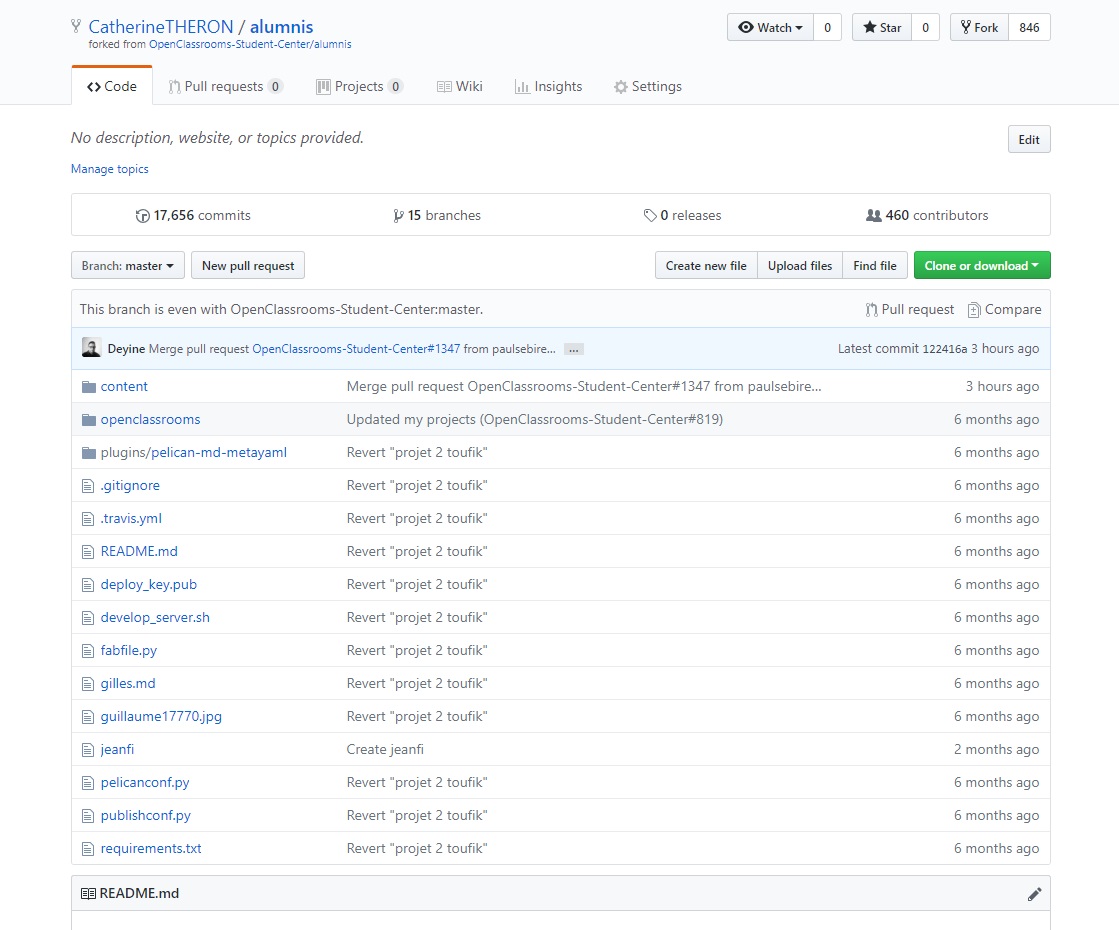 CatherineTHERON / alumnis
Watch 0 Star 0 Fork 846
forked from OpenClassrooms-Student-Center/alumnis
Code Pull requests 0 Projects 0 Wiki Insights Settings
No description, website, or topics provided.
Edit
Manage topics
17,656 commits 15 branches 0 releases 460 contributors
Branch: master New pull request Create new file Upload files Find file Clone or download
This branch is even with OpenClassrooms-Student-Center:master. Pull request Compare
Deyine Merge pull request OpenClassrooms-Student-Center#1347 from paulsebire... ... Latest commit 122416a 3 hours ago
content Merge pull request OpenClassrooms-Student-Center#1347 from paulsebire... 3 hours ago
openclassrooms Updated my projects (OpenClassrooms-Student-Center#819) 6 months ago
plugins/pelican-md-metayaml Revert "projet 2 toufik" 6 months ago
.gitignore Revert "projet 2 toufik" 6 months ago
.travis.yml Revert "projet 2 toufik" 6 months ago
README.md Revert "projet 2 toufik" 6 months ago
deploy_key.pub Revert "projet 2 toufik" 6 months ago
develop_server.sh Revert "projet 2 toufik" 6 months ago
fabfile.py Revert "projet 2 toufik" 6 months ago
gilles.md Revert "projet 2 toufik" 6 months ago
guillaume17770.jpg Revert "projet 2 toufik" 6 months ago
jeanfi Create jeanfi 2 months ago
pelicanconf.py Revert "projet 2 toufik" 6 months ago
publishconf.py Revert "projet 2 toufik" 6 months ago
requirements.txt Revert "projet 2 toufik" 6 months ago
README.md